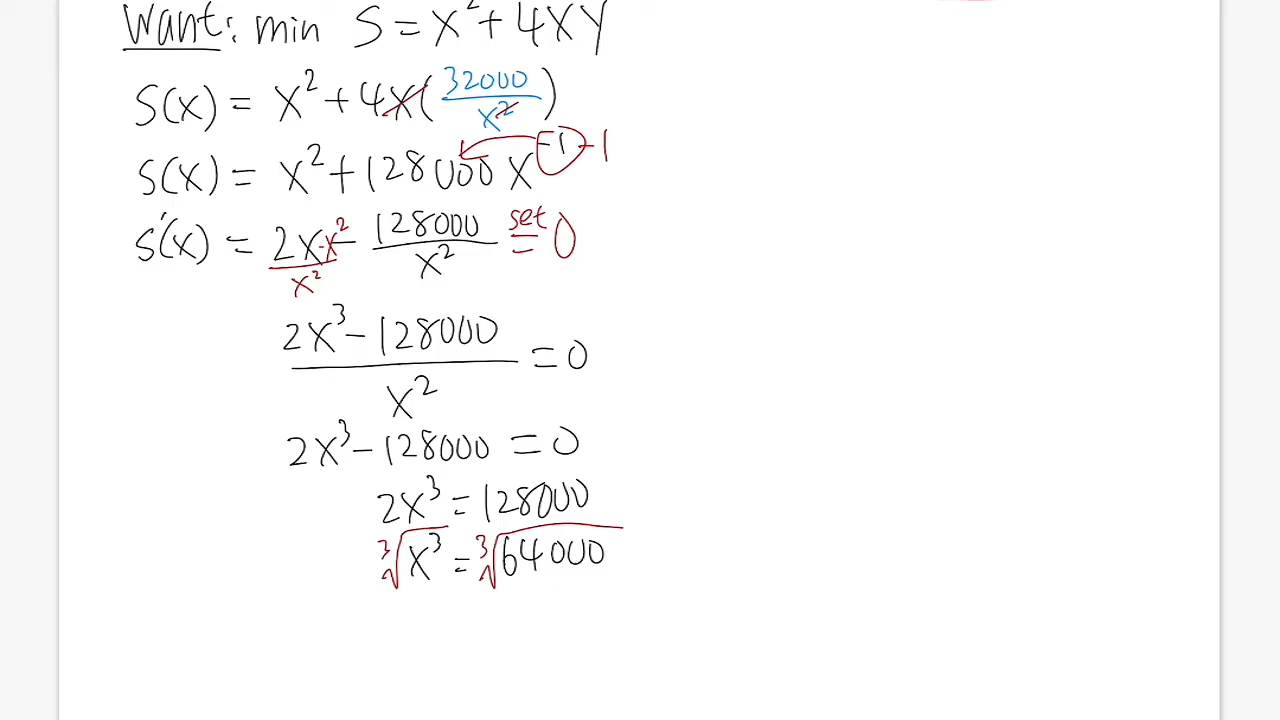 Want: min S = x² + 4xy
S(x) = x² + 4x(32000/x²)
S(x) = x² + 128000 x⁻¹ -1
S'(x) = 2x·x²/x² - 128000/x² set = 0
(2x³ - 128000)/x² = 0
2x³ - 128000 = 0
2x³ = 128000
∛x³ = ∛64000